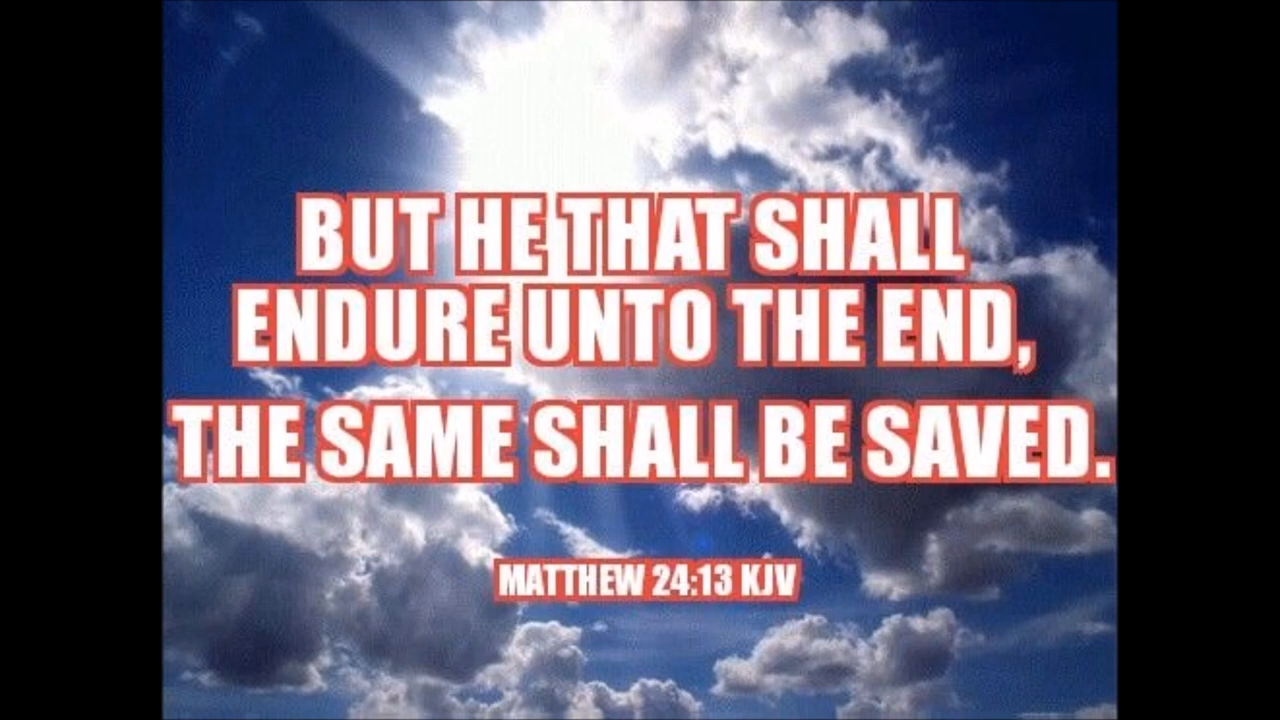 BUT HE THAT SHALL
ENDURE UNTO THE END,
THE SAME SHALL BE SAVED.
MATTHEW 24:13 KJV